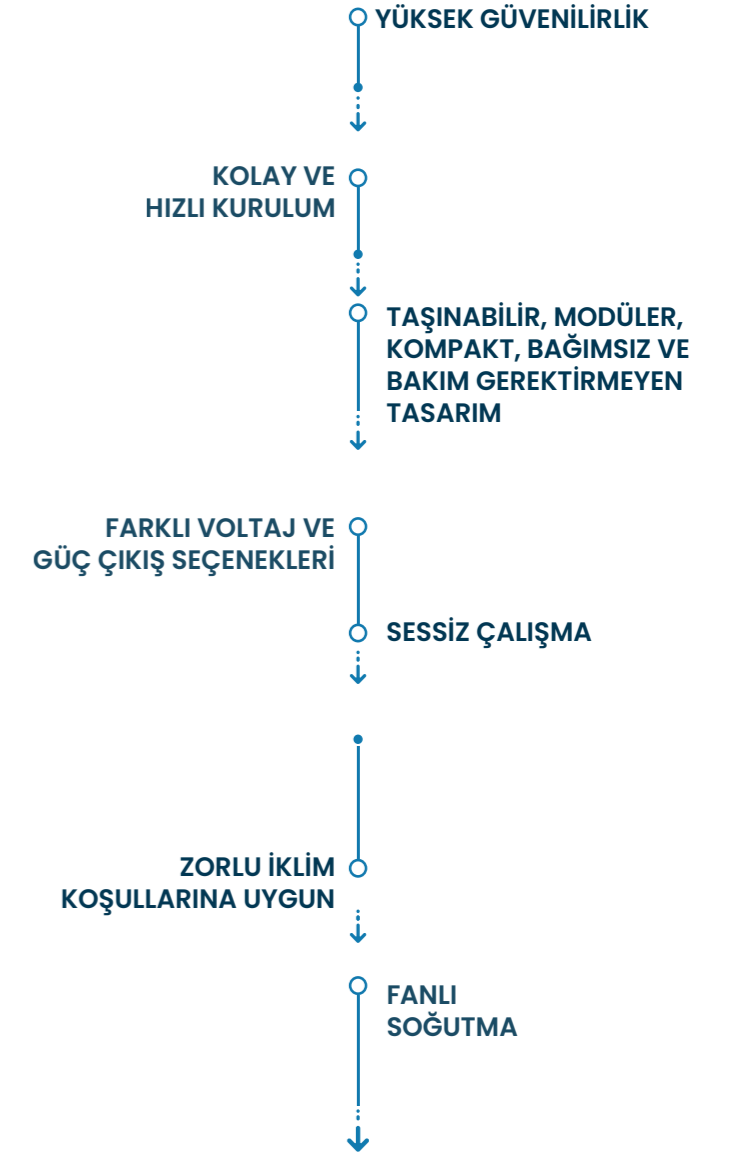 YÜKSEK GÜVENİLİRLİK
KOLAY VE
HIZLI KURULUM
TAŞINABİLİR, MODÜLER,
KOMPAKT, BAĞIMSIZ VE
BAKIM GEREKTİRMEYEN
TASARIM
FARKLI VOLTAJ VE
GÜÇ ÇIKIŞ SEÇENEKLERİ
SESSİZ ÇALIŞMA
ZORLU İKLİM
KOŞULLARINA UYGUN
FANLI
SOĞUTMA